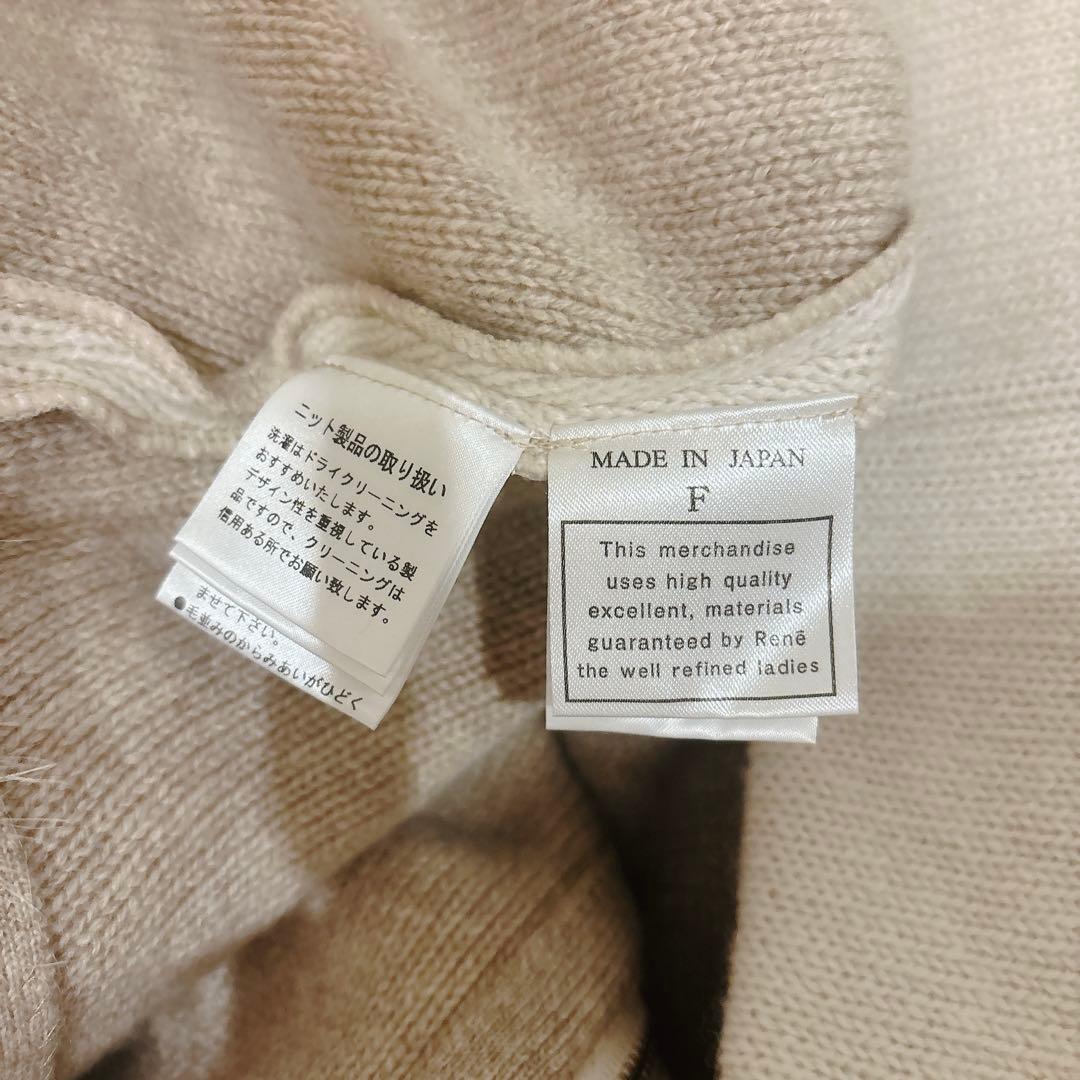 ニット製品の取り扱い
洗濯はドライクリーニングを
おすすめいたします。
デザイン性を重視している製
品ですので、クリーニングは
信用ある所でお願い致します。
ませて下さい。
●毛並みのからみあいがひどく
MADE IN JAPAN
F
This merchandise
uses high quality
excellent, materials
guaranteed by Renē
the well refined ladies